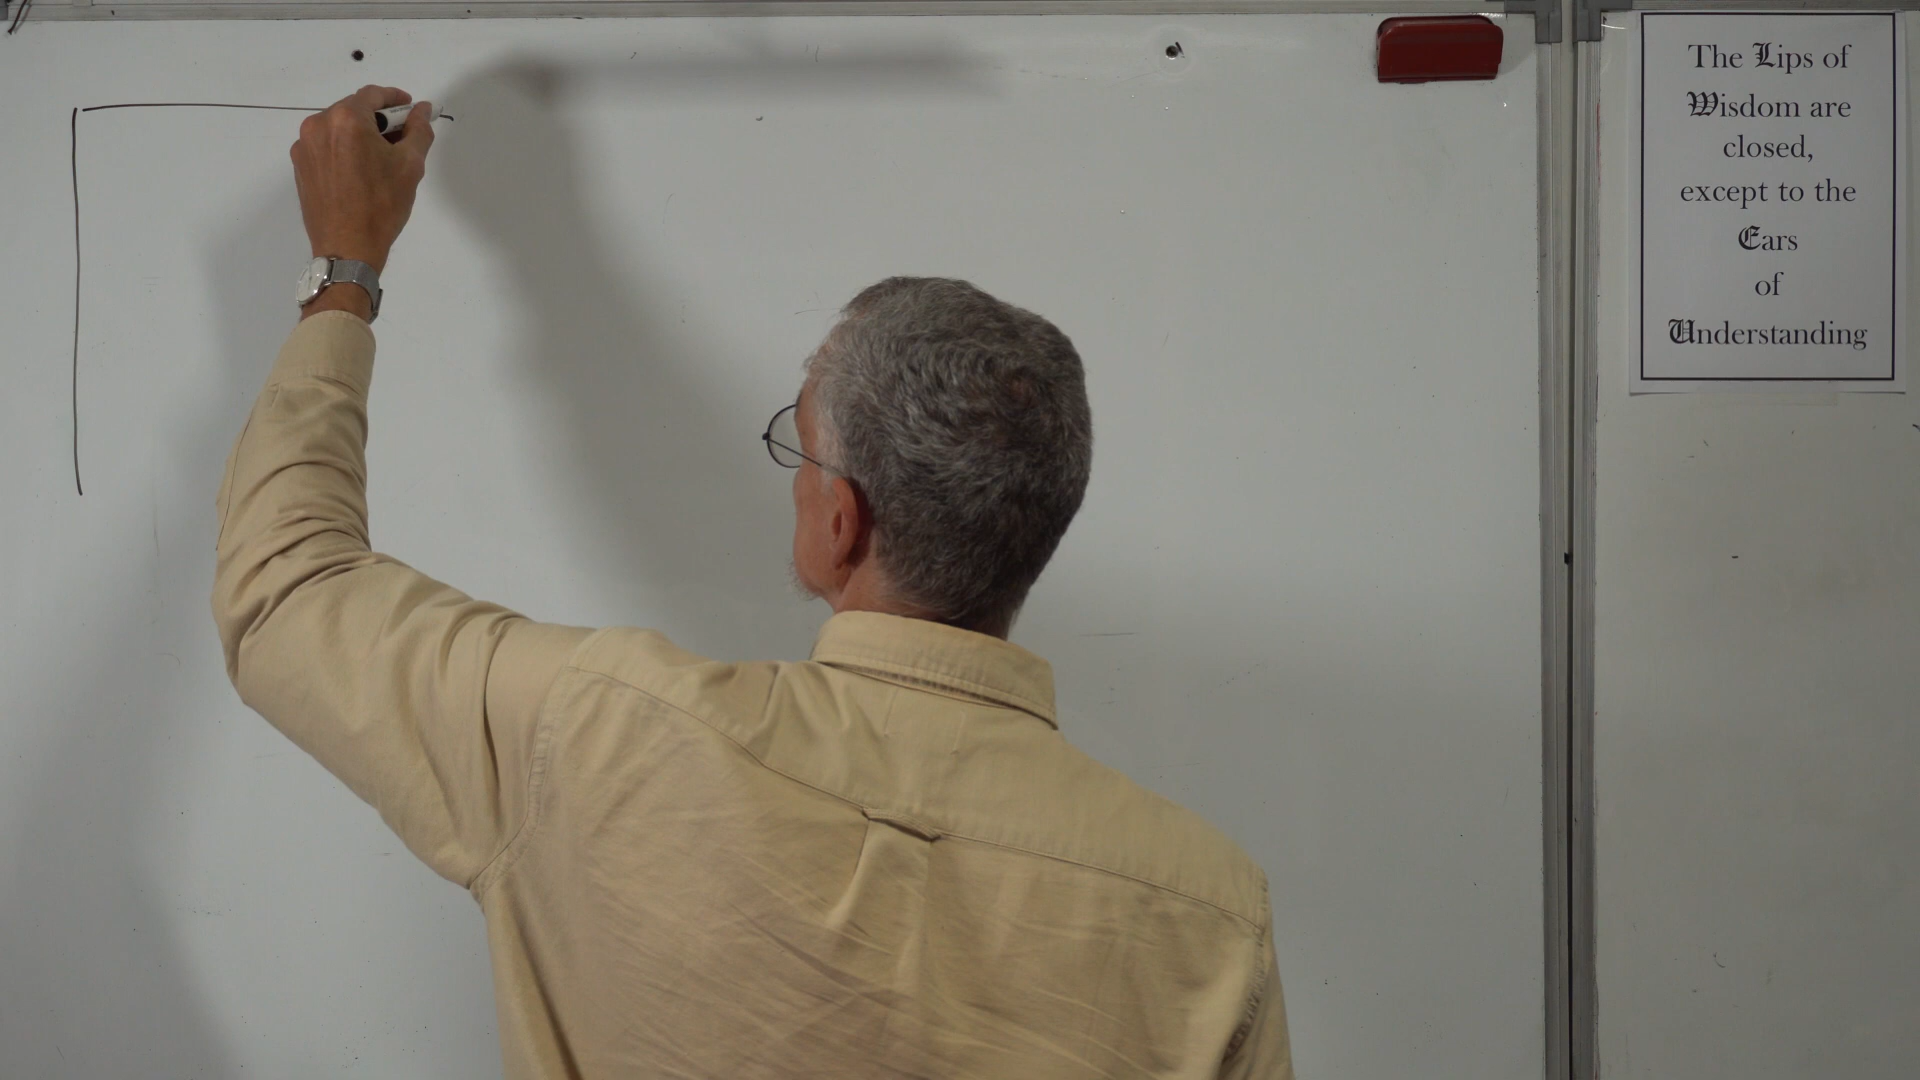 The Lips of
Wisdom are
closed,
except to the
Ears
of
Understanding